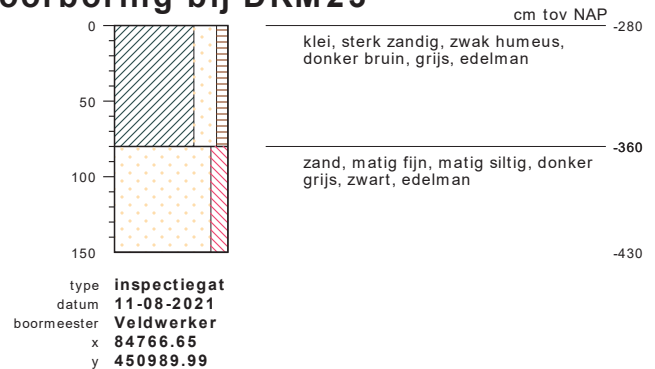 bij
cm tov NAP
0 -280
klei, sterk zandig, zwak humeus,
donker bruin, grijs, edelman
50
-360
zand, matig fijn, matig siltig, donker
grijs, zwart, edelman
100
150 -430
type inspectiegat
datum 11-08-2021
boormeester Veldwerker
x 84766.65
y 450989.99